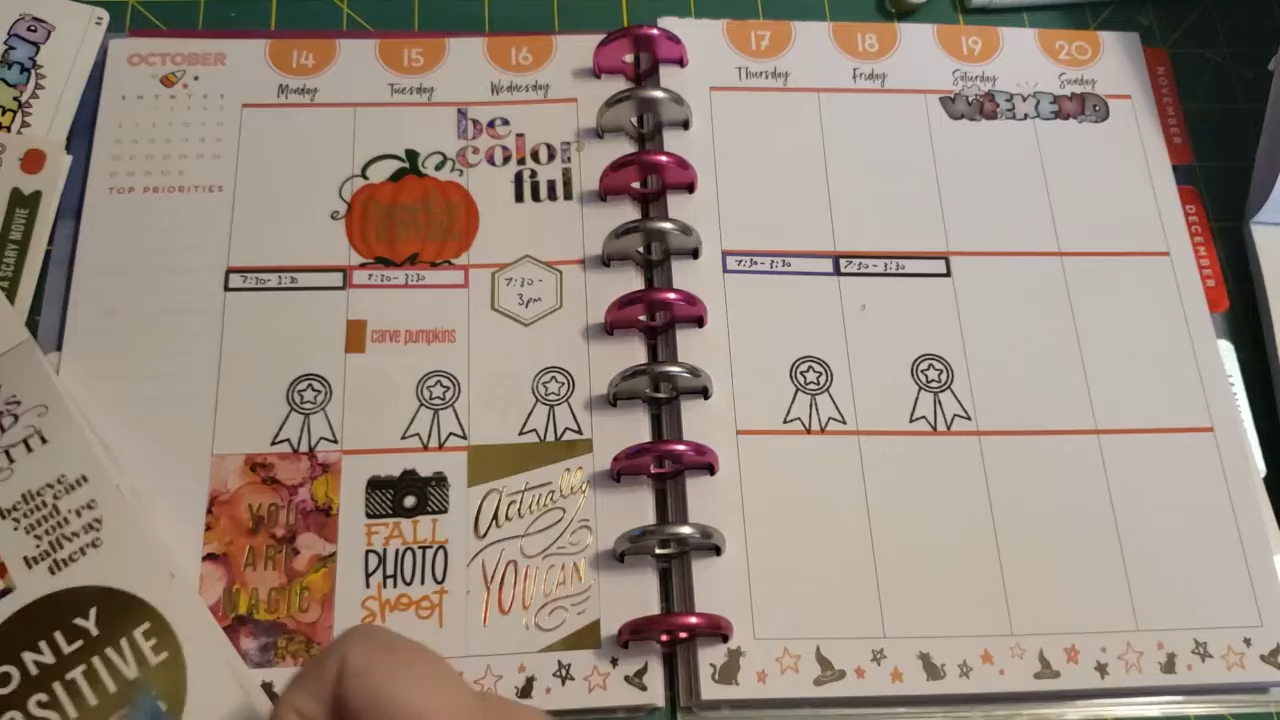 OCTOBER
S M T W T F S
TOP PRIORITIES
14
Monday
15
Tuesday
16
Wednesday
17
Thursday
18
Friday
19
Saturday
20
Sunday
WEEKEND
NOVEMBER
DECEMBER
be
color
ful
7:30-3:30
7:30-3:30
7:30-
3pm
7:30-3:30
7:30-3:30
carve pumpkins
YOU
ARE
MAGIC
FALL
PHOTO
shoot
Actually
YOU CAN
A SCARY MOVIE
believe
you can
and
you're
halfway
there
ONLY